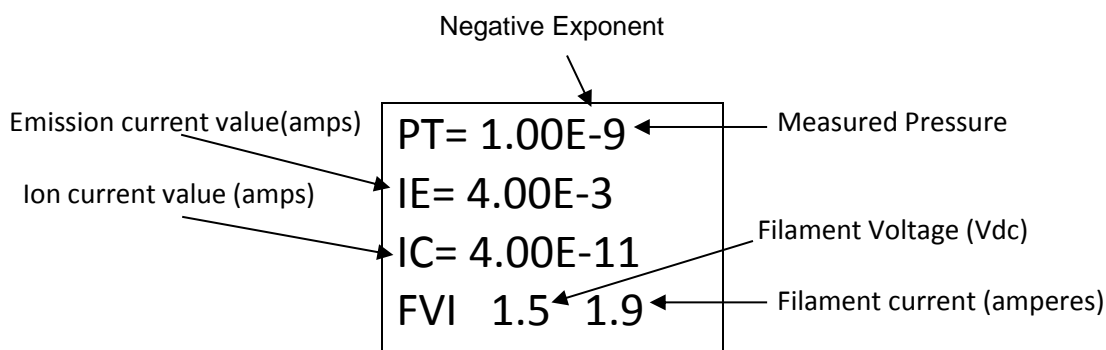 Negative Exponent
Emission current value(amps)
PT= 1.00E-9
Measured Pressure
IE= 4.00E-3
Ion current value (amps)
Filament Voltage (Vdc)
IC= 4.00E-11
FVI 1.5 1.9
Filament current (amperes)